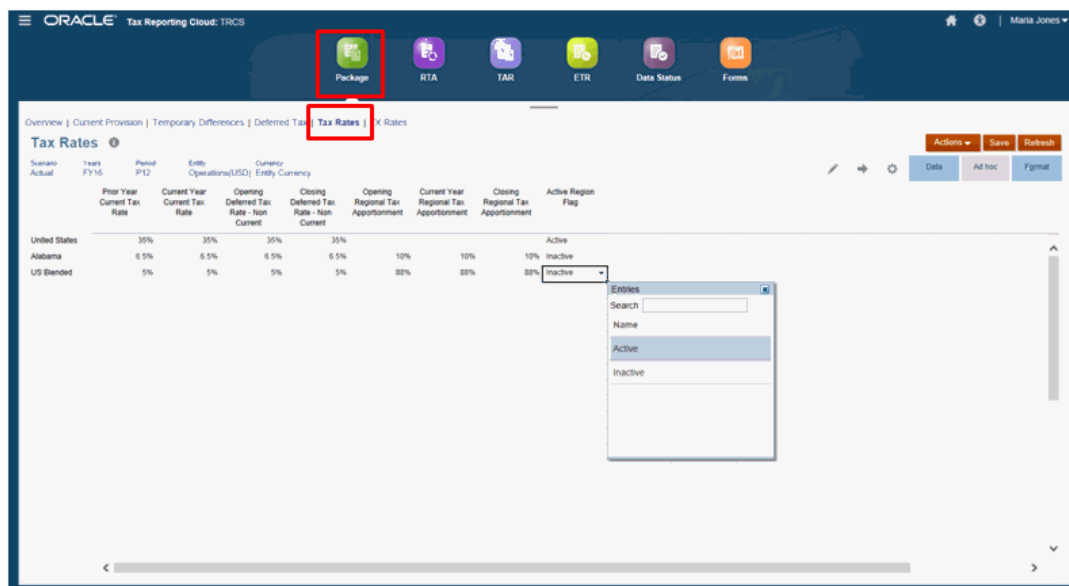 ORACLE® Tax Reporting Cloud: TRCS Maria Jones
Package RTA TAR ETR Data Status Forms
Overview | Current Provision | Temporary Differences | Deferred Tax | Tax Rates | FX Rates
Tax Rates
Actions Save Refresh
Scenario Years Period Entity Currency
Actual FY16 P12 Operations(USD) Entity Currency
Data Ad hoc Format
Prior Year Current Year Opening Closing Opening Current Year Closing Active Region
Current Tax Current Tax Deferred Tax Deferred Tax Regional Tax Regional Tax Regional Tax Flag
Rate Rate Rate - Non Rate - Non Apportionment Apportionment Apportionment
Current Current
United States 35% 35% 35% 35% Active
Alabama 6.5% 6.5% 6.5% 6.5% 10% 10% 10% Inactive
US Blended 5% 5% 5% 5% 88% 88% 88% Inactive
Entries
Search
Name
Active
Inactive